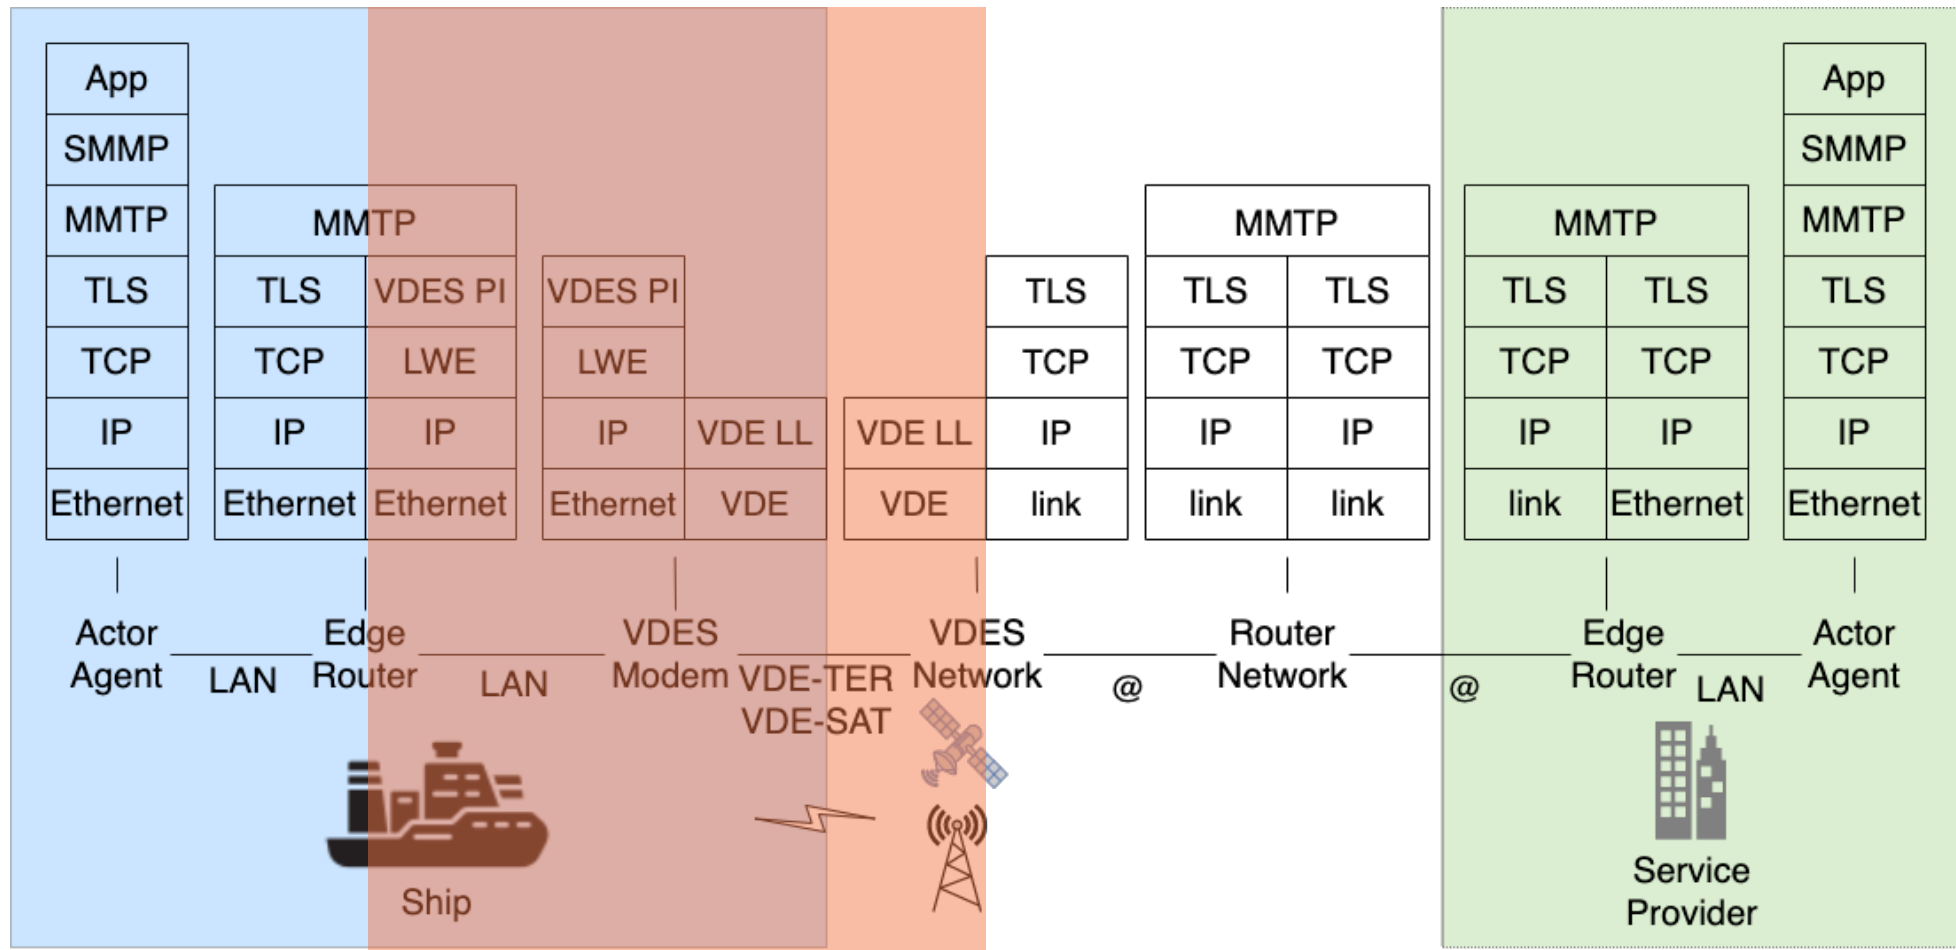 App
SMMP
MMTP
TLS
TCP
IP
Ethernet
MMTP
TLS
VDES PI
TCP
LWE
IP
IP
Ethernet
Ethernet
VDES PI
LWE
IP
VDE LL
Ethernet
VDE
VDE LL
VDE
TLS
TCP
IP
link
MMTP
TLS
TLS
TCP
TCP
IP
IP
link
link
MMTP
TLS
TLS
TCP
TCP
IP
IP
link
Ethernet
App
SMMP
MMTP
TLS
TCP
IP
Ethernet
Actor
Agent
LAN
Edge
Router
LAN
VDES
Modem
VDE-TER
VDE-SAT
VDES
Network
@
Router
Network
@
Edge
Router
LAN
Actor
Agent
Ship
Service
Provider